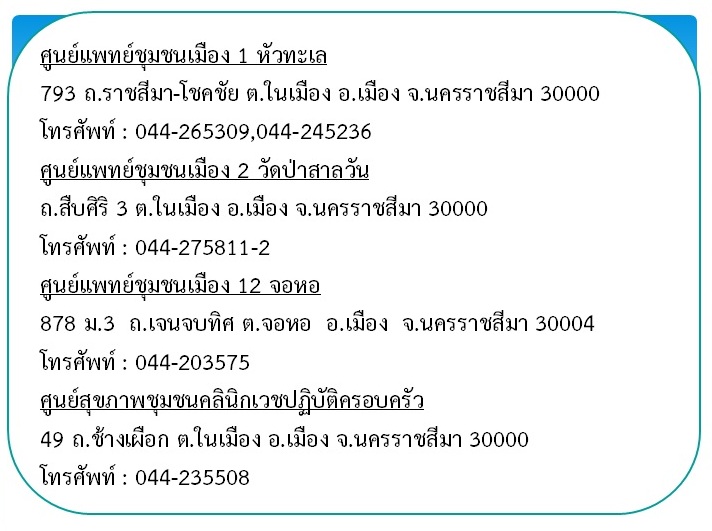 ศูนย์แพทย์ชุมชนเมือง 1 หัวทะเล
793 ถ.ราชสีมา-โชคชัย ต.ในเมือง อ.เมือง จ.นครราชสีมา 30000
โทรศัพท์ : 044-265309,044-245236
ศูนย์แพทย์ชุมชนเมือง 2 วัดป่าสาลวัน
ถ.สืบศิริ 3 ต.ในเมือง อ.เมือง จ.นครราชสีมา 30000
โทรศัพท์ : 044-275811-2
ศูนย์แพทย์ชุมชนเมือง 12 จอหอ
878 ม.3  ถ.เจนจบทิศ ต.จอหอ  อ.เมือง  จ.นครราชสีมา 30004
โทรศัพท์ : 044-203575
ศูนย์สุขภาพชุมชนคลินิกเวชปฏิบัติครอบครัว
49 ถ.ช้างเผือก ต.ในเมือง อ.เมือง จ.นครราชสีมา 30000
โทรศัพท์ : 044-235508